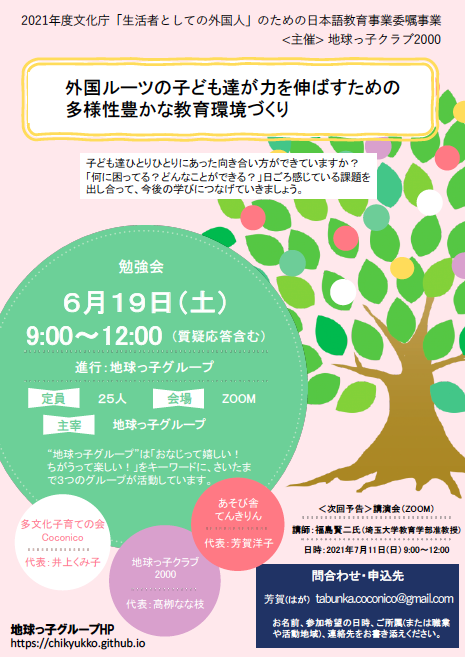 2021年度文化庁「生活者としての外国人」のための日本語教育事業委嘱事業
<主催> 地球っ子クラブ2000
外国ルーツの子ども達が力を伸ばすための
多様性豊かな教育環境づくり
子ども達ひとりひとりにあった向き合い方ができていますか？
「何に困ってる？どんなことができる？」日ごろ感じている課題を
出し合って、今後の学びにつなげていきましょう。
勉強会
６月１９日（土）
9:00～12:00 （質疑応答含む）
進行：地球っ子グループ
定員 25人 会場 ZOOM
主宰 地球っ子グループ
“地球っ子グループ”は「おなじって嬉しい！
ちがうって楽しい！」をキーワードに、さいたま
で３つのグループが活動しています。
多文化子育ての会
Coconico
代表：井上くみ子
地球っ子クラブ
2000
代表：高栁なな枝
あそび舎
てんきりん
代表：芳賀洋子
＜次回予告＞講演会（ZOOM）
講師：福島賢二氏（埼玉大学教育学部准教授）
日時：2021年7月11日（日）9:00~12:00
問合わせ・申込先
芳賀（はが） tabunka.coconico@gmail.com
お名前、参加希望の日時、ご所属（または職業
や活動地域）、連絡先をお書き添えください。
地球っ子グループHP
https://chikyukko.github.io